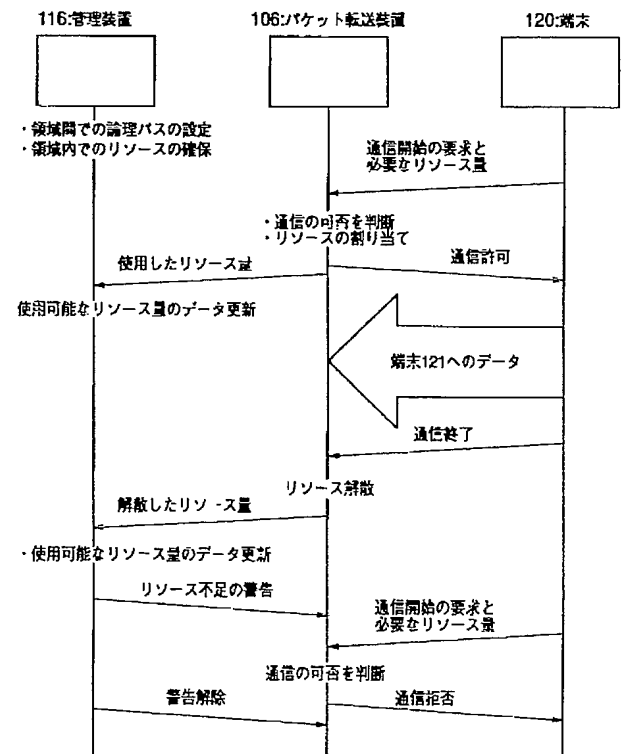 116:管理装置
106:パケット転送装置
120:端末
・領域間での論理パスの設定
・領域内でのリソースの確保
通信開始の要求と
必要なリソース量
・通信の可否を判断
・リソースの割り当て
使用したリソース量
通信許可
使用可能なリソース量のデータ更新
端末121へのデータ
通信終了
リソース解散
解散したリソース量
・使用可能なリソース量のデータ更新
リソース不足の警告
通信開始の要求と
必要なリソース量
通信の可否を判断
警告解除
通信拒否